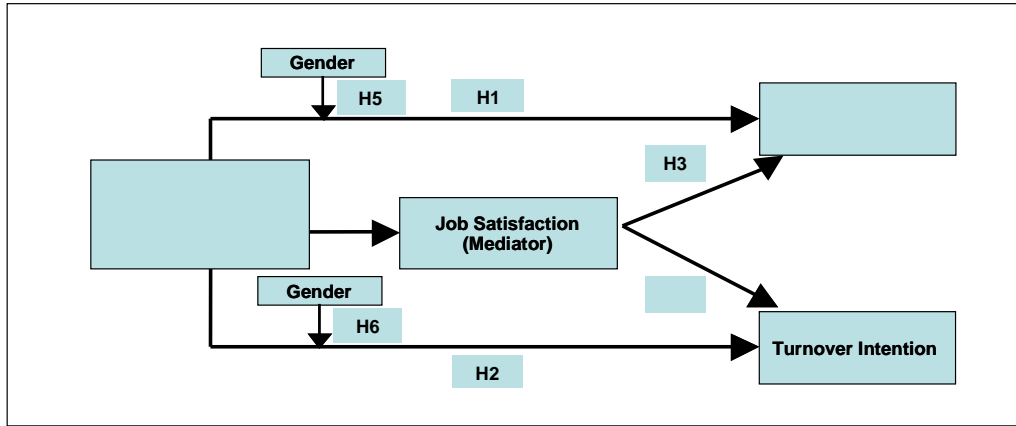 Gender
H5
H1
H3
Job Satisfaction
(Mediator)
Gender
H6
Turnover Intention
H2